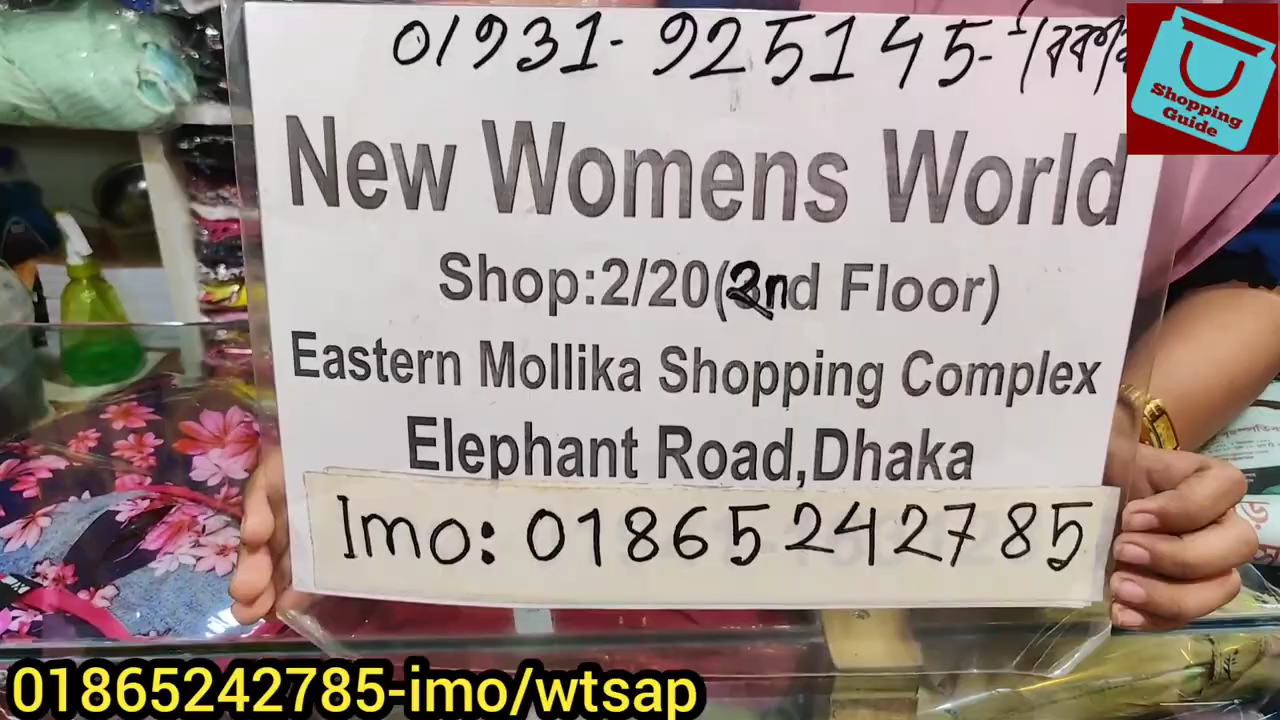 01931-925145-বিকাশ
Shopping
Guide
New Womens World
Shop:2/20(2nd Floor)
Eastern Mollika Shopping Complex
Elephant Road,Dhaka
Imo: 01865242785
01865242785-imo/wtsap